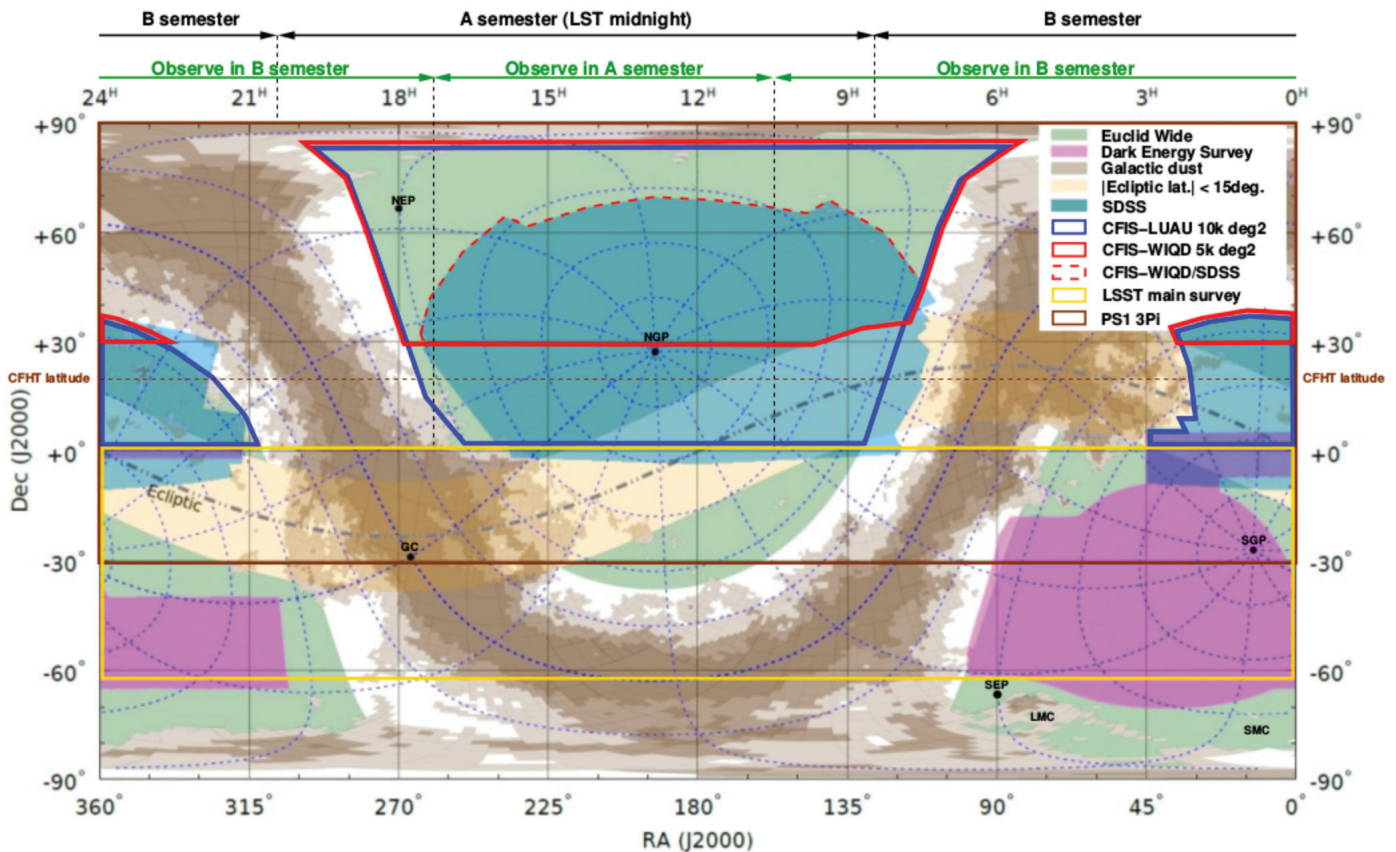 B semester A semester (LST midnight) B semester
Observe in B semester Observe in A semester Observe in B semester
24H 21H 18H 15H 12H 9H 6H 3H 0H
+90° +90°
Euclid Wide
Dark Energy Survey
Galactic dust
|Ecliptic lat.| < 15deg.
SDSS
CFIS–LUAU 10k deg2
CFIS–WIQD 5k deg2
CFIS–WIQD/SDSS
LSST main survey
PS1 3Pi
NEP
+60° +60°
+30° NGP +30°
CFHT latitude CFHT latitude
+0° +0°
Dec (J2000)
Ecliptic
GC SGP
-30° -30°
-60° -60°
SEP
LMC
SMC
-90° -90°
360° 315° 270° 225° 180° 135° 90° 45° 0°
RA (J2000)